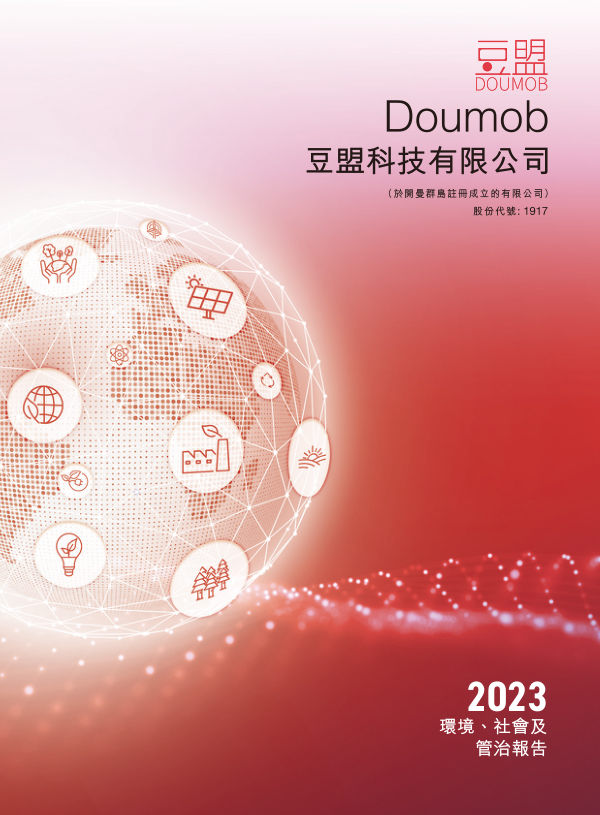 豆盟
DOUMOB
Doumob
豆盟科技有限公司
(於開曼群島註冊成立的有限公司)
股份代號: 1917
2023
環境、社會及
管治報告